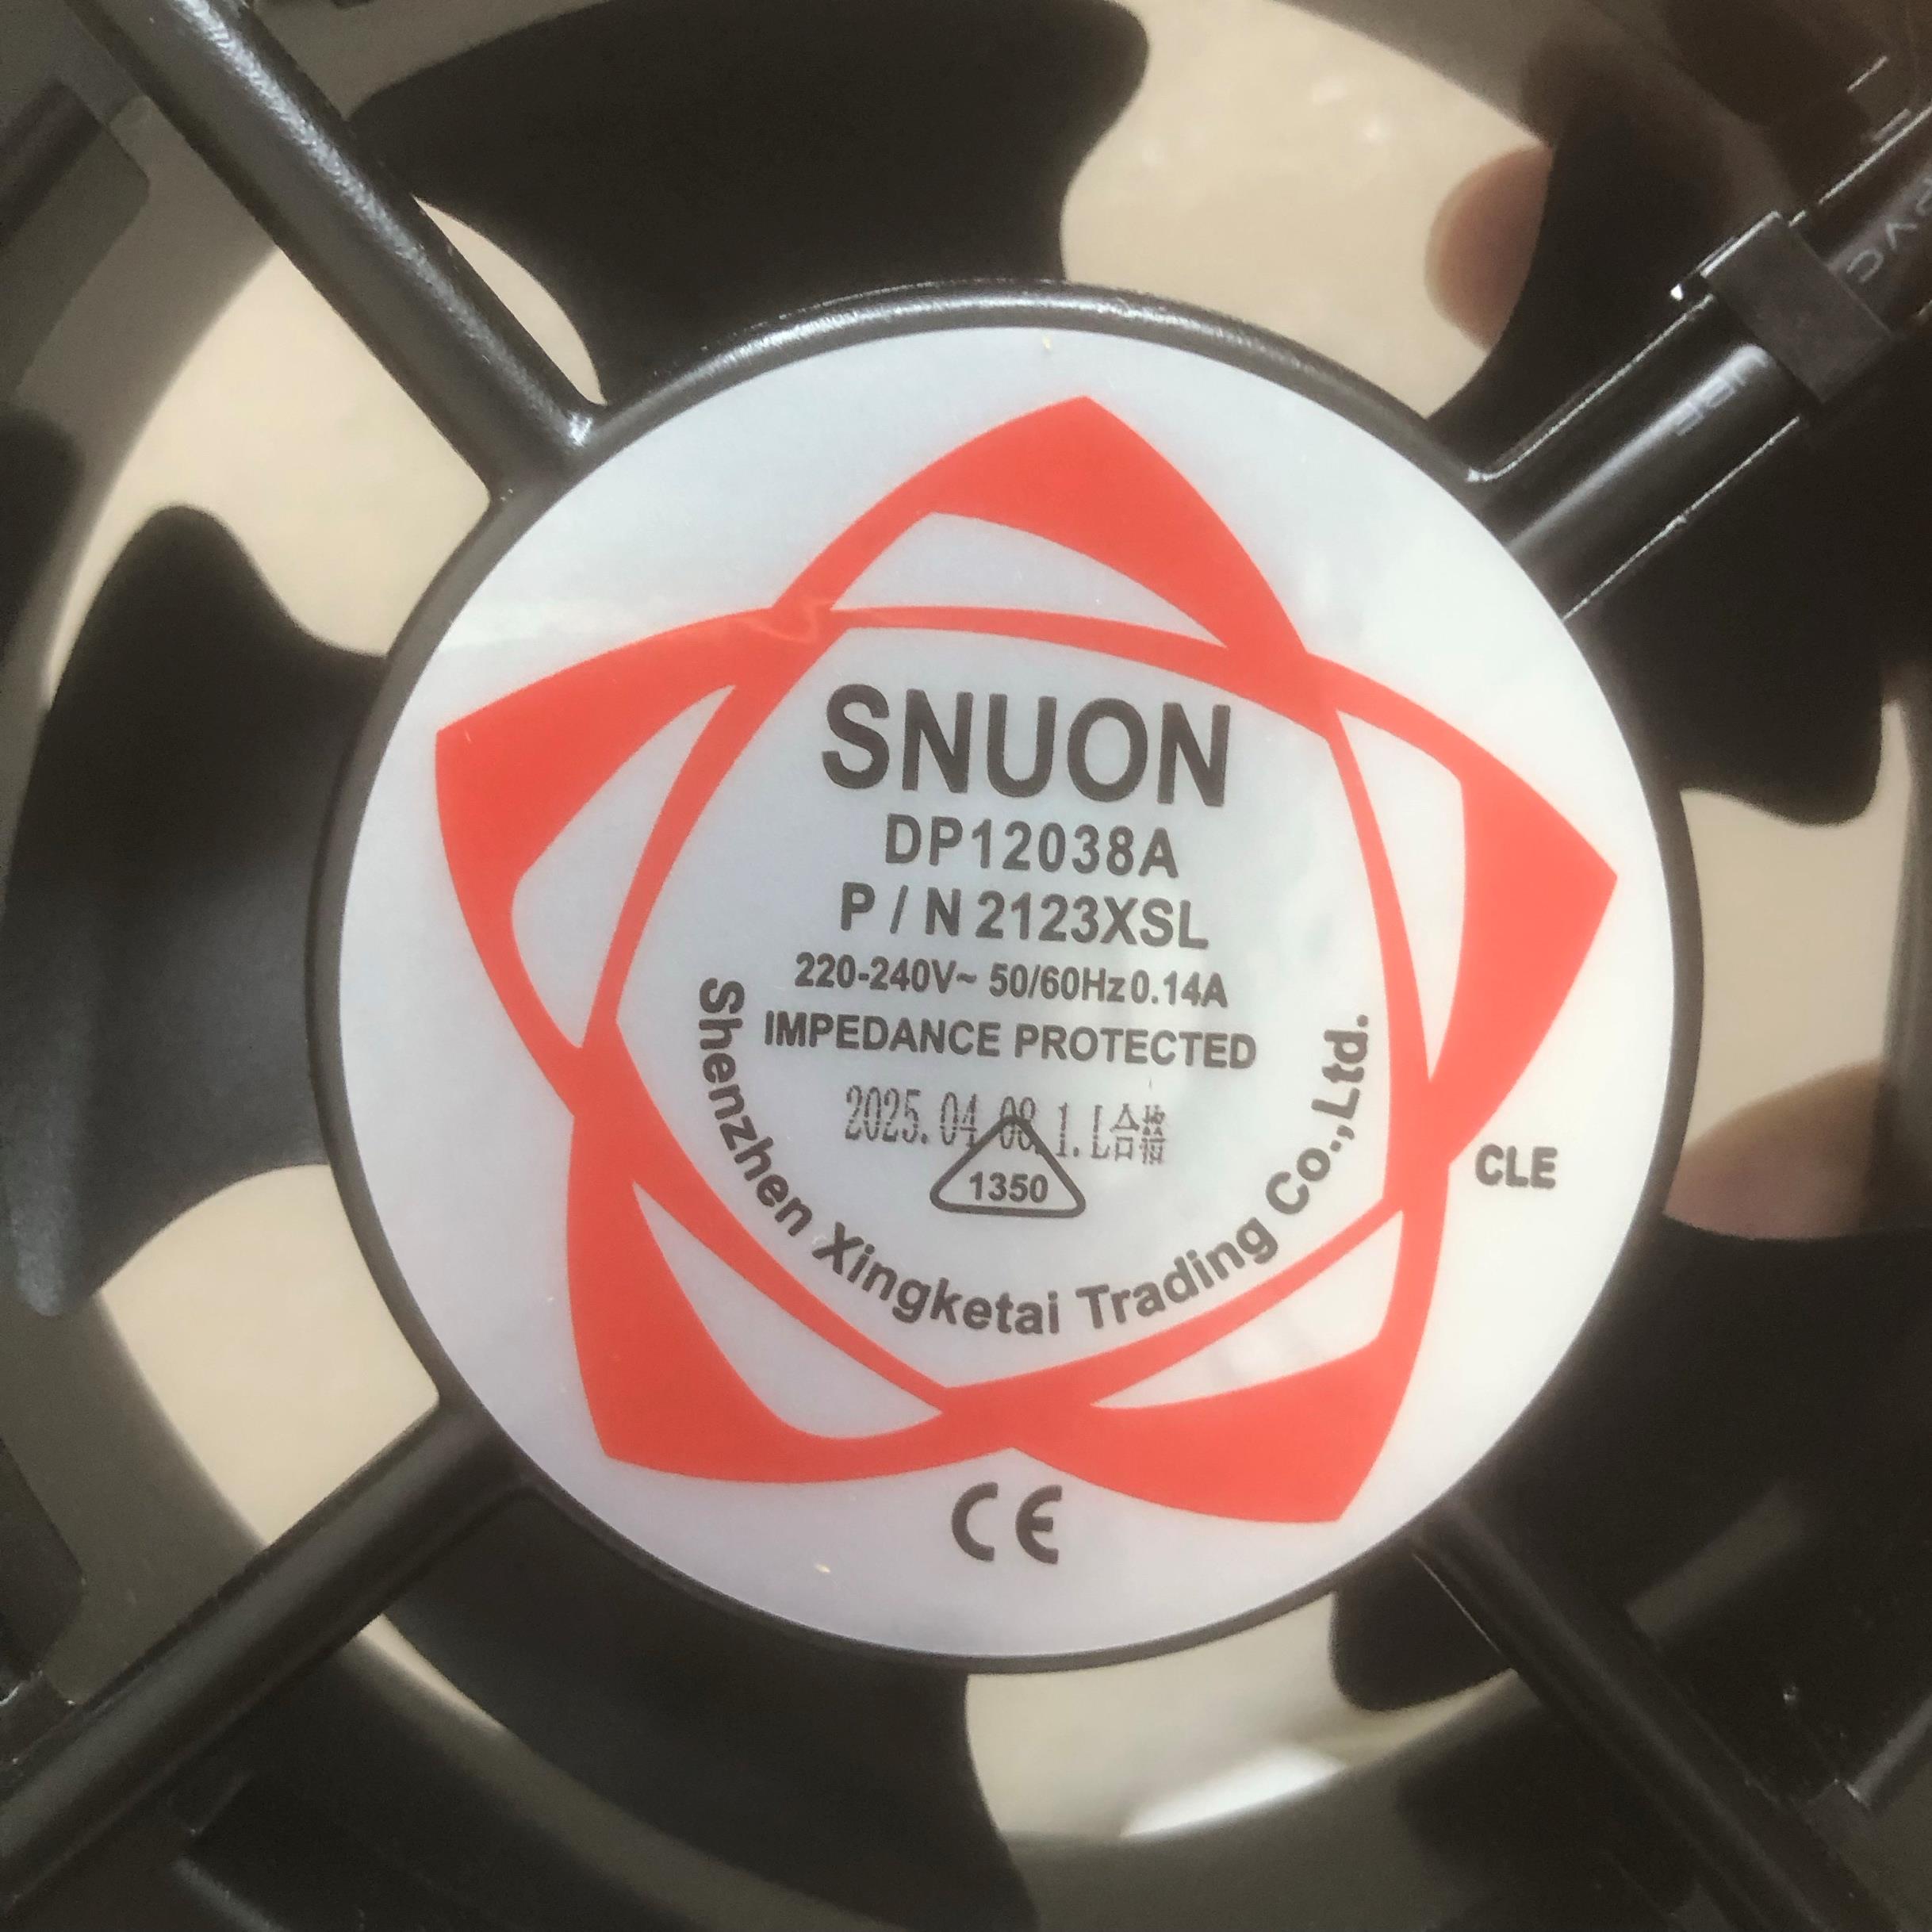 SNUON
DP12038A
P/N 2123XSL
220-240V~ 50/60Hz 0.14A
IMPEDANCE PROTECTED
2025.04.08.1.L合格
1350
Shenzhen Xingketai Trading Co.,Ltd.
CLE
CE
PVC